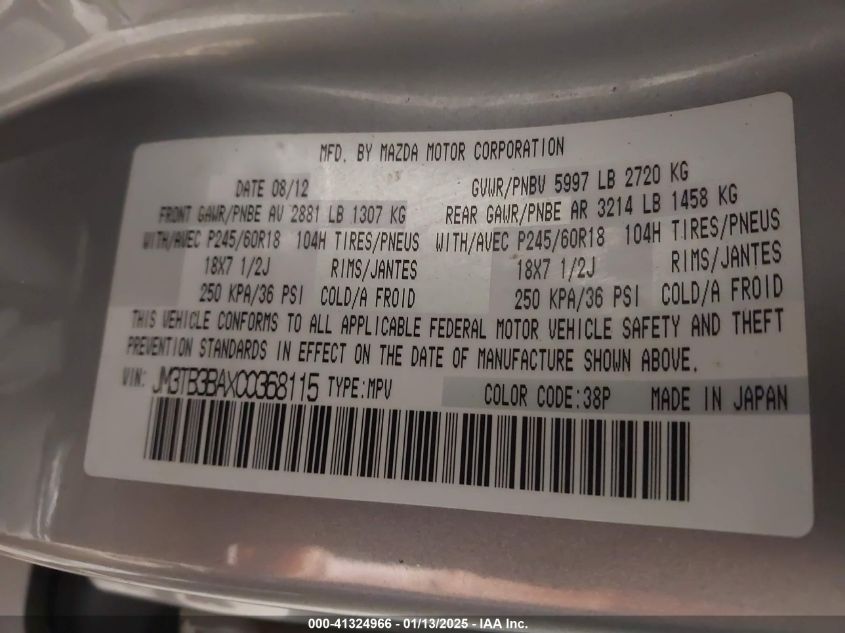 MFD. BY MAZDA MOTOR CORPORATION
DATE 08/12 GVWR/PNBV 5997 LB 2720 KG
FRONT GAWR/PNBE AV 2881 LB 1307 KG REAR GAWR/PNBE AR 3214 LB 1458 KG
WITH/AVEC P245/60R18 104H TIRES/PNEUS WITH/AVEC P245/60R18 104H TIRES/PNEUS
18X7 1/2J RIMS/JANTES 18X7 1/2J RIMS/JANTES
250 KPA/36 PSI COLD/A FROID 250 KPA/36 PSI COLD/A FROID
THIS VEHICLE CONFORMS TO ALL APPLICABLE FEDERAL MOTOR VEHICLE SAFETY AND THEFT
PREVENTION STANDARDS IN EFFECT ON THE DATE OF MANUFACTURE SHOWN ABOVE.
VIN: JM3TB3BAXC0368115 TYPE:MPV COLOR CODE:38P MADE IN JAPAN
000-41324966 - 01/13/2025 - IAA Inc.